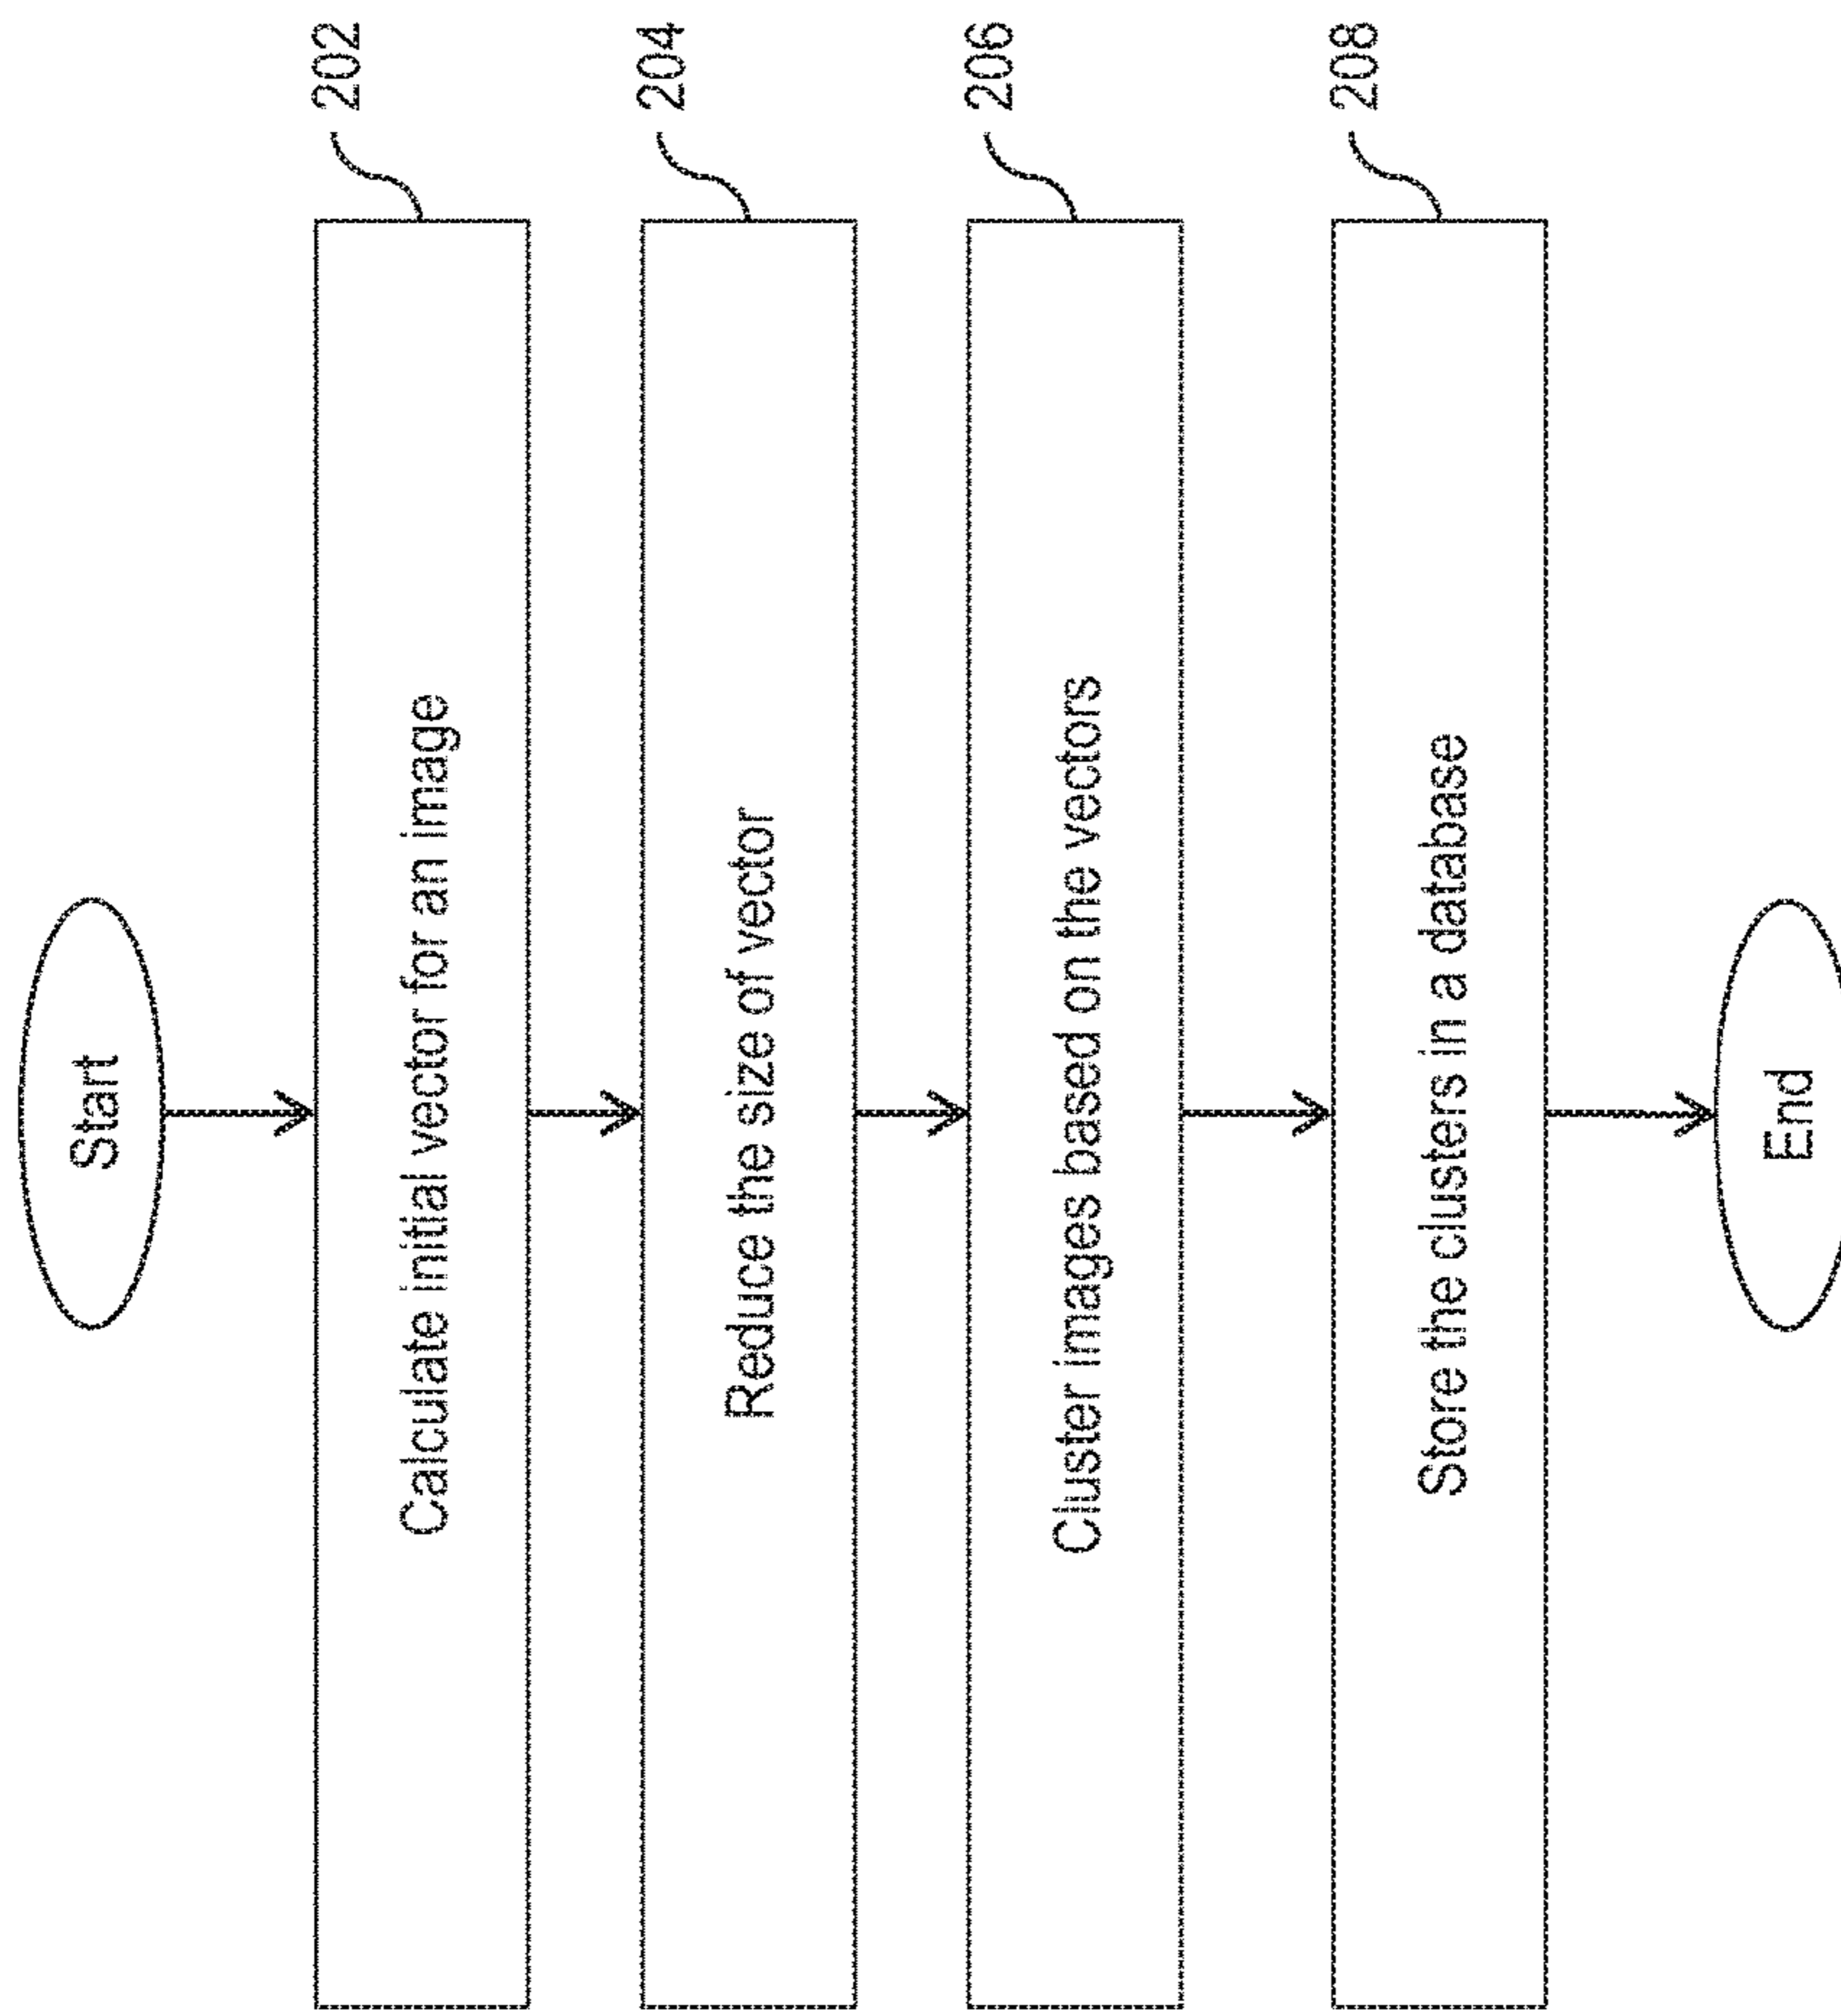 Start
Calculate initial vector for an image
202
Reduce the size of vector
204
Cluster images based on the vectors
206
Store the clusters in a database
208
End